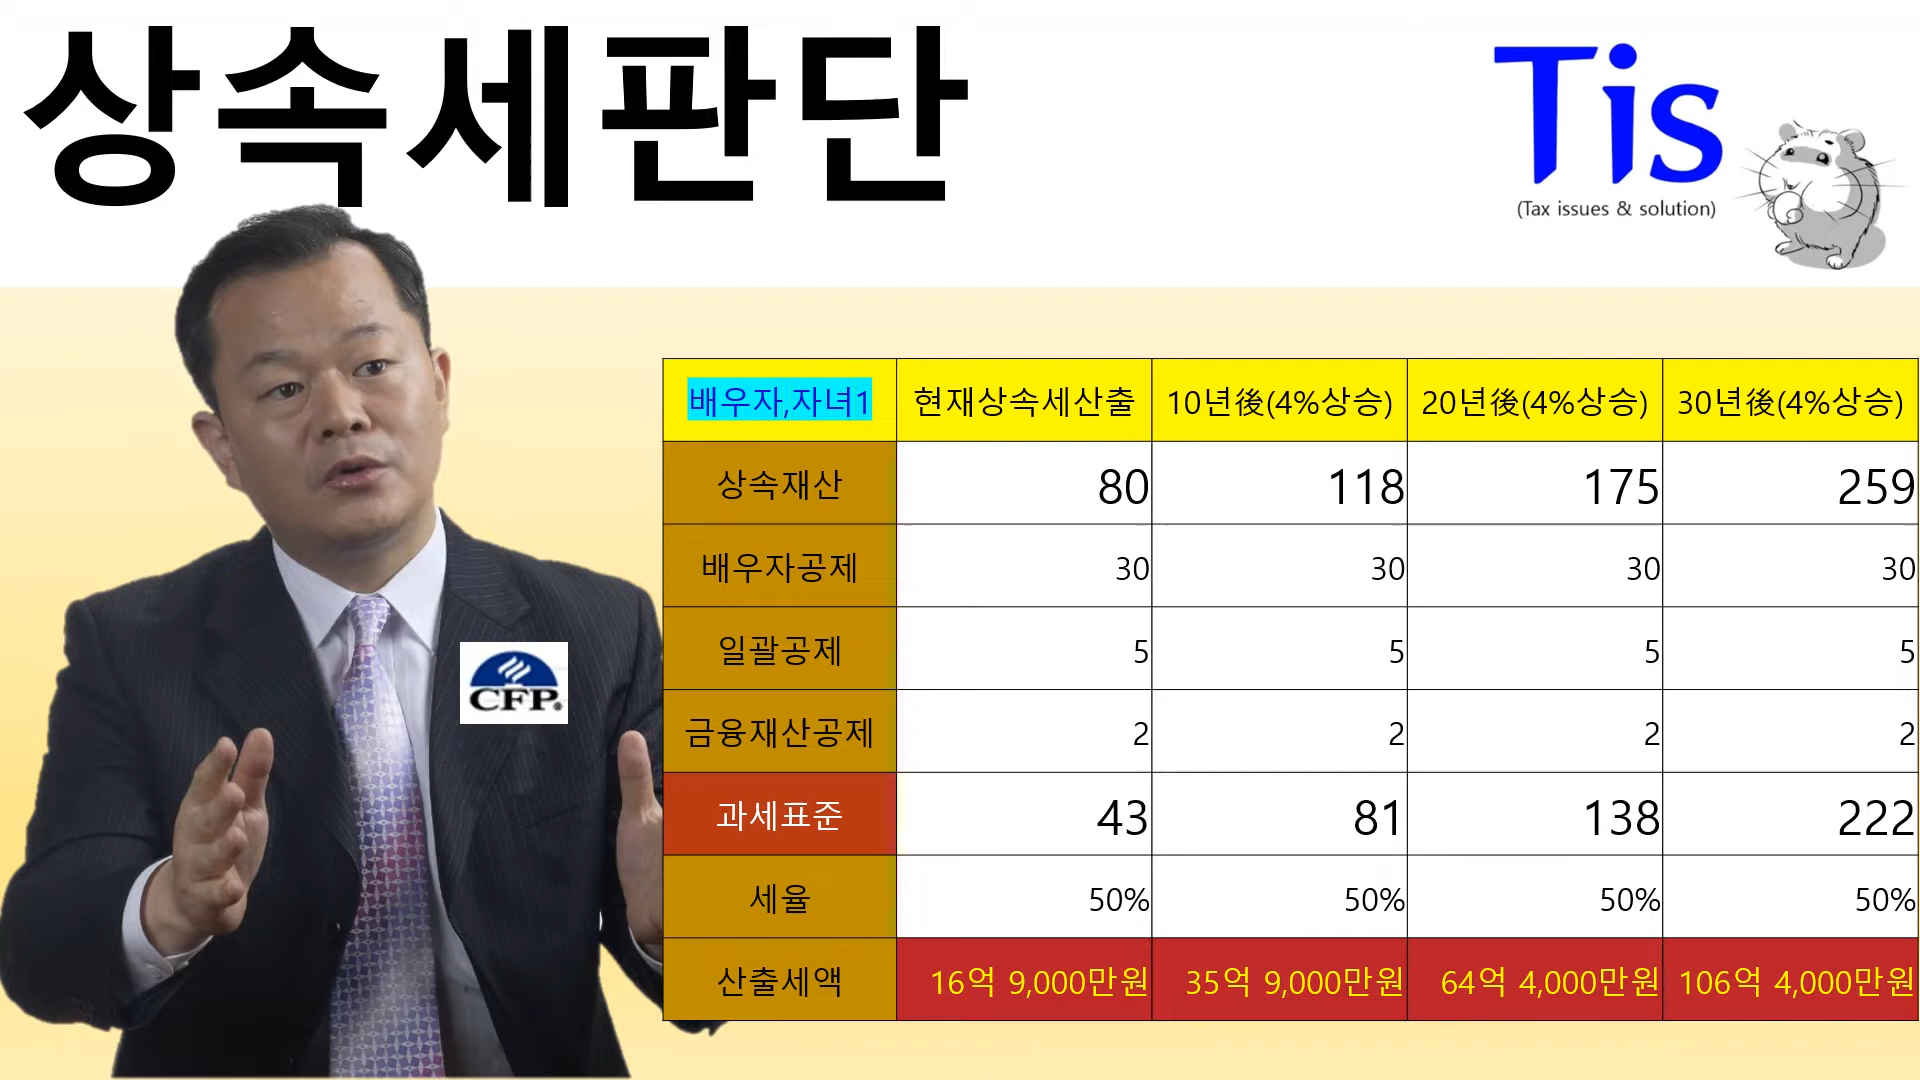 상속세판단
Tis
(Tax issues & solution)
CFP®
배우자,자녀1 현재상속세산출 10년後(4%상승) 20년後(4%상승) 30년後(4%상승)
상속재산 80 118 175 259
배우자공제 30 30 30 30
일괄공제 5 5 5 5
금융재산공제 2 2 2 2
과세표준 43 81 138 222
세율 50% 50% 50% 50%
산출세액 16억 9,000만원 35억 9,000만원 64억 4,000만원 106억 4,000만원